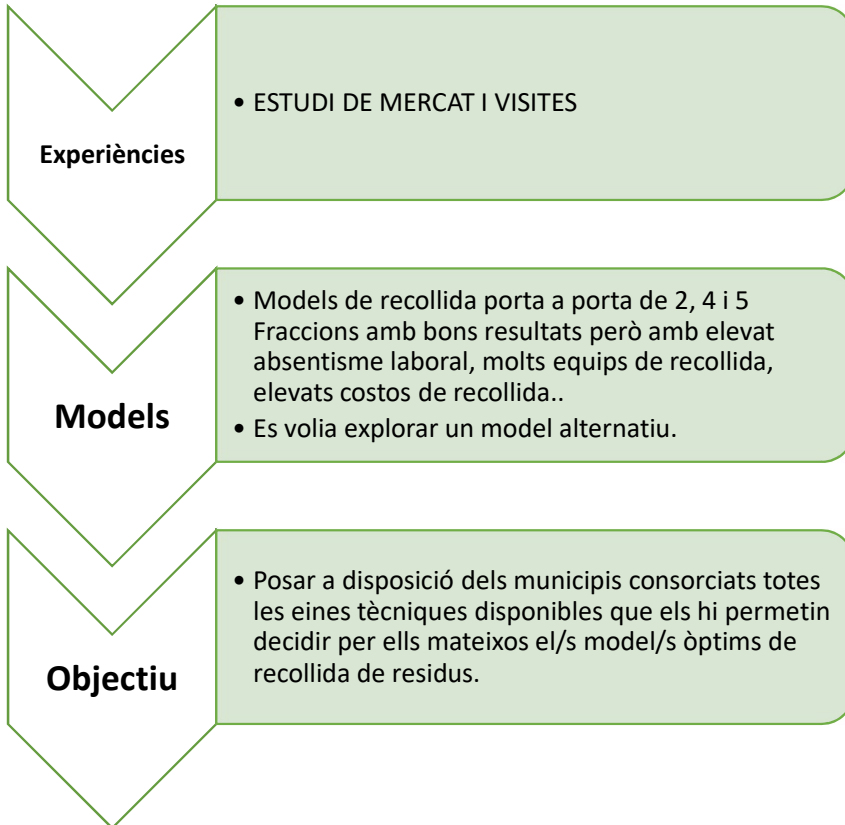 Experiències
• ESTUDI DE MERCAT I VISITES
Models
• Models de recollida porta a porta de 2, 4 i 5
Fraccions amb bons resultats però amb elevat
absentisme laboral, molts equips de recollida,
elevats costos de recollida..
• Es volia explorar un model alternatiu.
Objectiu
• Posar a disposició dels municipis consorciats totes
les eines tècniques disponibles que els hi permetin
decidir per ells mateixos el/s model/s òptims de
recollida de residus.